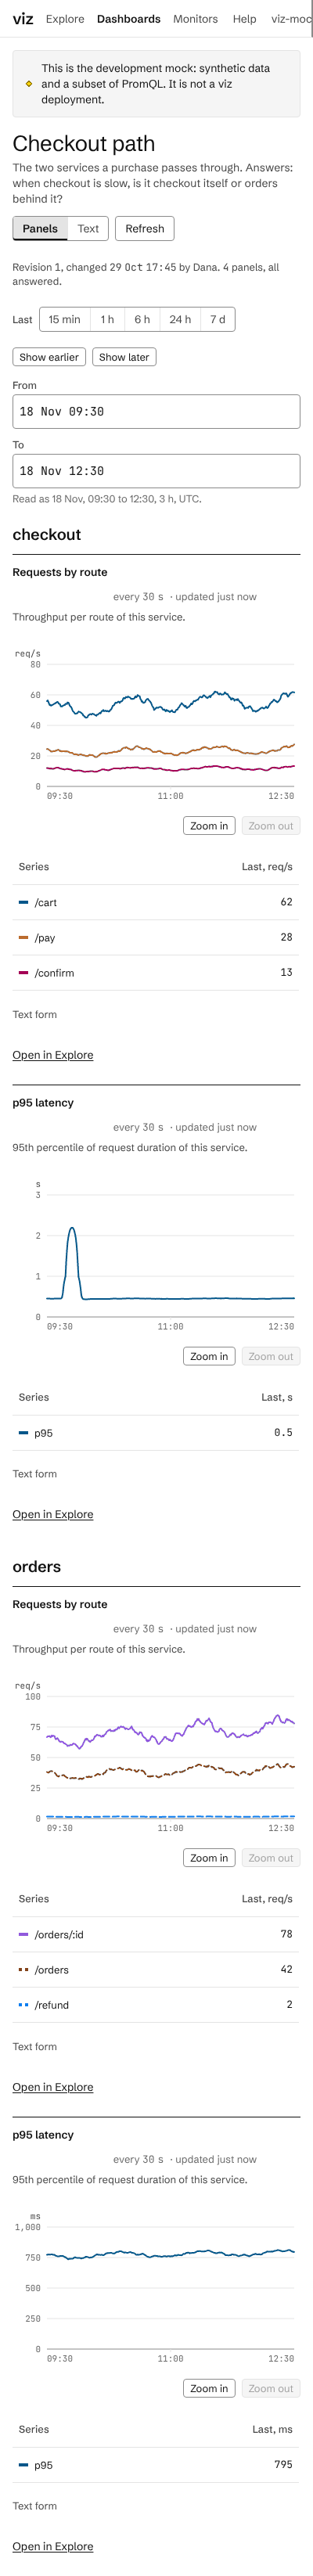 viz Explore Dashboards Monitors Help viz-moc
This is the development mock: synthetic data
and a subset of PromQL. It is not a viz
deployment.
Checkout path
The two services a purchase passes through. Answers:
when checkout is slow, is it checkout itself or orders
behind it?
Panels Text Refresh
Revision 1, changed 29 Oct 17:45 by Dana. 4 panels, all
answered.
Last 15 min 1 h 6 h 24 h 7 d
Show earlier Show later
From
18 Nov 09:30
To
18 Nov 12:30
Read as 18 Nov, 09:30 to 12:30, 3 h, UTC.
checkout
Requests by route
every 30 s · updated just now
Throughput per route of this service.
req/s
80
60
40
20
0
09:30 11:00 12:30
Zoom in Zoom out
Series Last, req/s
/cart 62
/pay 28
/confirm 13
Text form
Open in Explore
p95 latency
every 30 s · updated just now
95th percentile of request duration of this service.
s
3
2
1
0
09:30 11:00 12:30
Zoom in Zoom out
Series Last, s
p95 0.5
Text form
Open in Explore
orders
Requests by route
every 30 s · updated just now
Throughput per route of this service.
req/s
100
75
50
25
0
09:30 11:00 12:30
Zoom in Zoom out
Series Last, req/s
/orders/:id 78
/orders 42
/refund 2
Text form
Open in Explore
p95 latency
every 30 s · updated just now
95th percentile of request duration of this service.
ms
1,000
750
500
250
0
09:30 11:00 12:30
Zoom in Zoom out
Series Last, ms
p95 795
Text form
Open in Explore